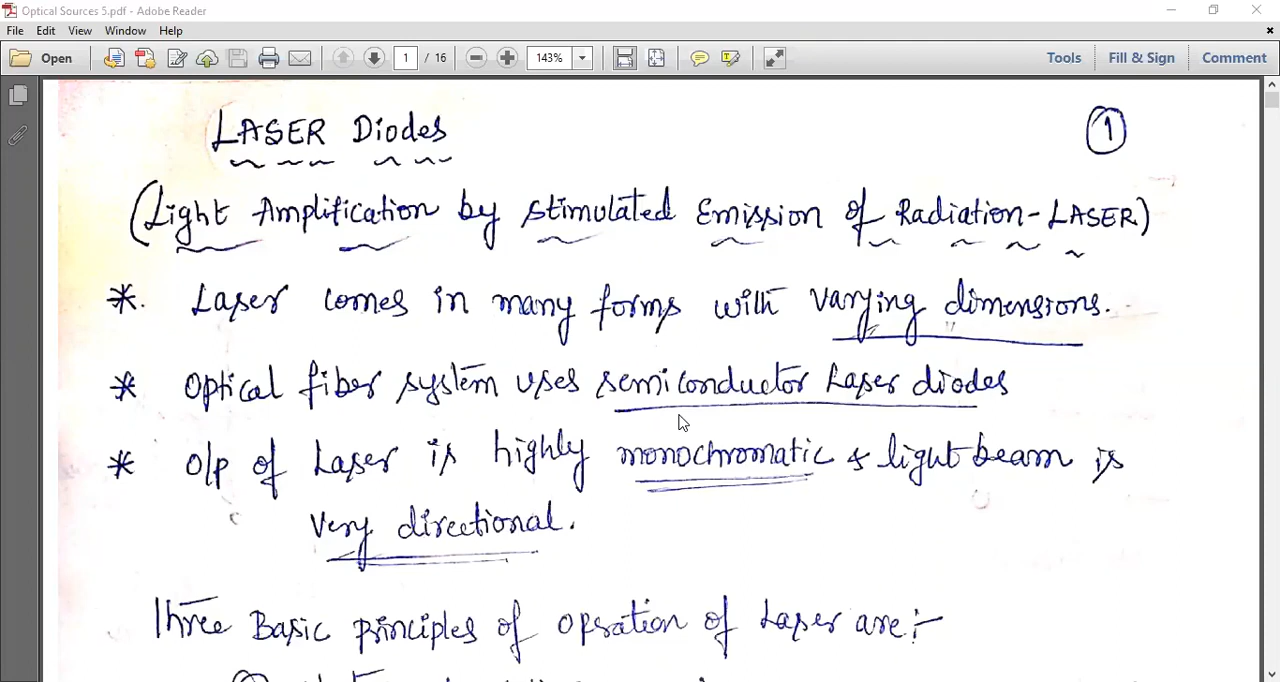 Optical Sources 5.pdf - Adobe Reader
File Edit View Window Help
Open 1 / 16 143% Tools Fill & Sign Comment
LASER Diodes 1
(Light Amplification by Stimulated Emission of Radiation - LASER)
*. Laser comes in many forms with varying dimensions.
* Optical fiber system uses semiconductor Laser diodes
* O/p of Laser is highly monochromatic & light beam is
very directional.
Three Basic principles of operation of Laser are:-